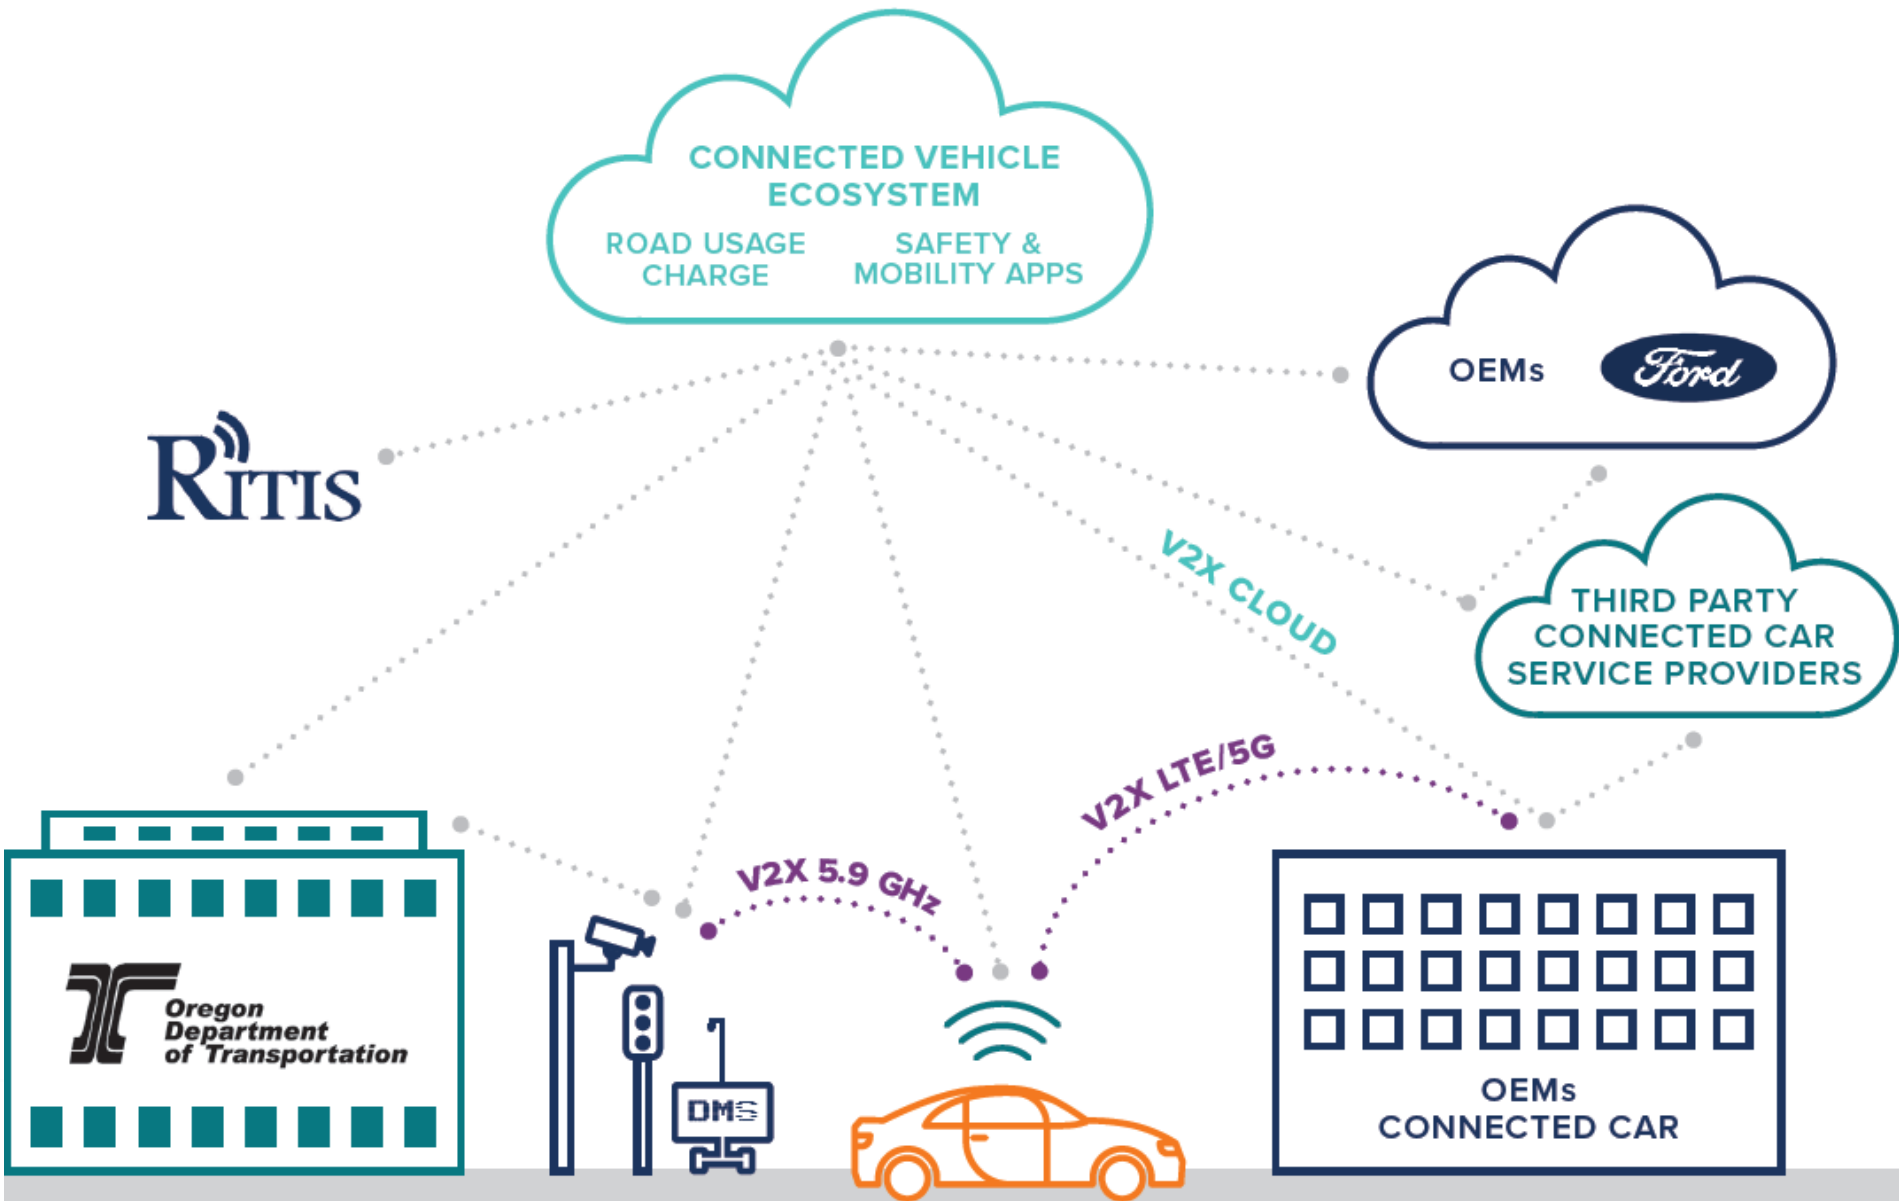 CONNECTED VEHICLE
ECOSYSTEM
ROAD USAGE
CHARGE
SAFETY &
MOBILITY APPS
OEMs
Ford
RITIS
V2X CLOUD
THIRD PARTY
CONNECTED CAR
SERVICE PROVIDERS
V2X LTE/5G
V2X 5.9 GHz
Oregon
Department
of Transportation
DMS
OEMs
CONNECTED CAR